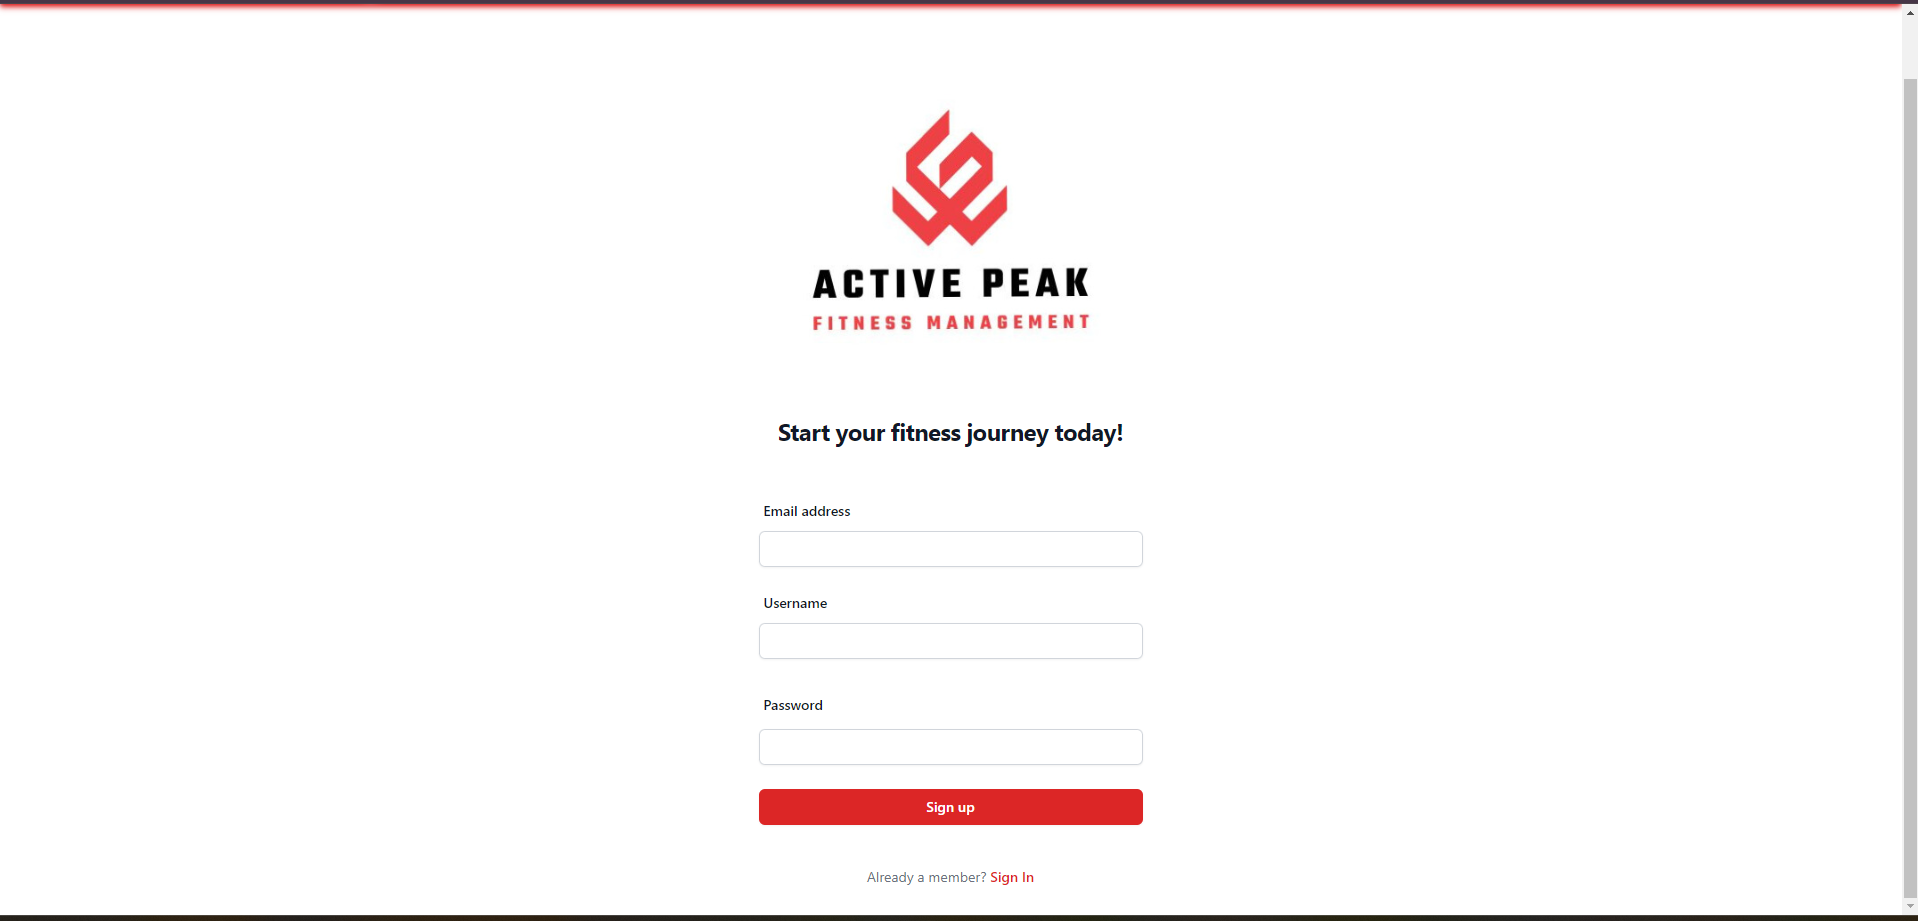 ACTIVE PEAK
FITNESS MANAGEMENT
Start your fitness journey today!
Email address
Username
Password
Sign up
Already a member? Sign In